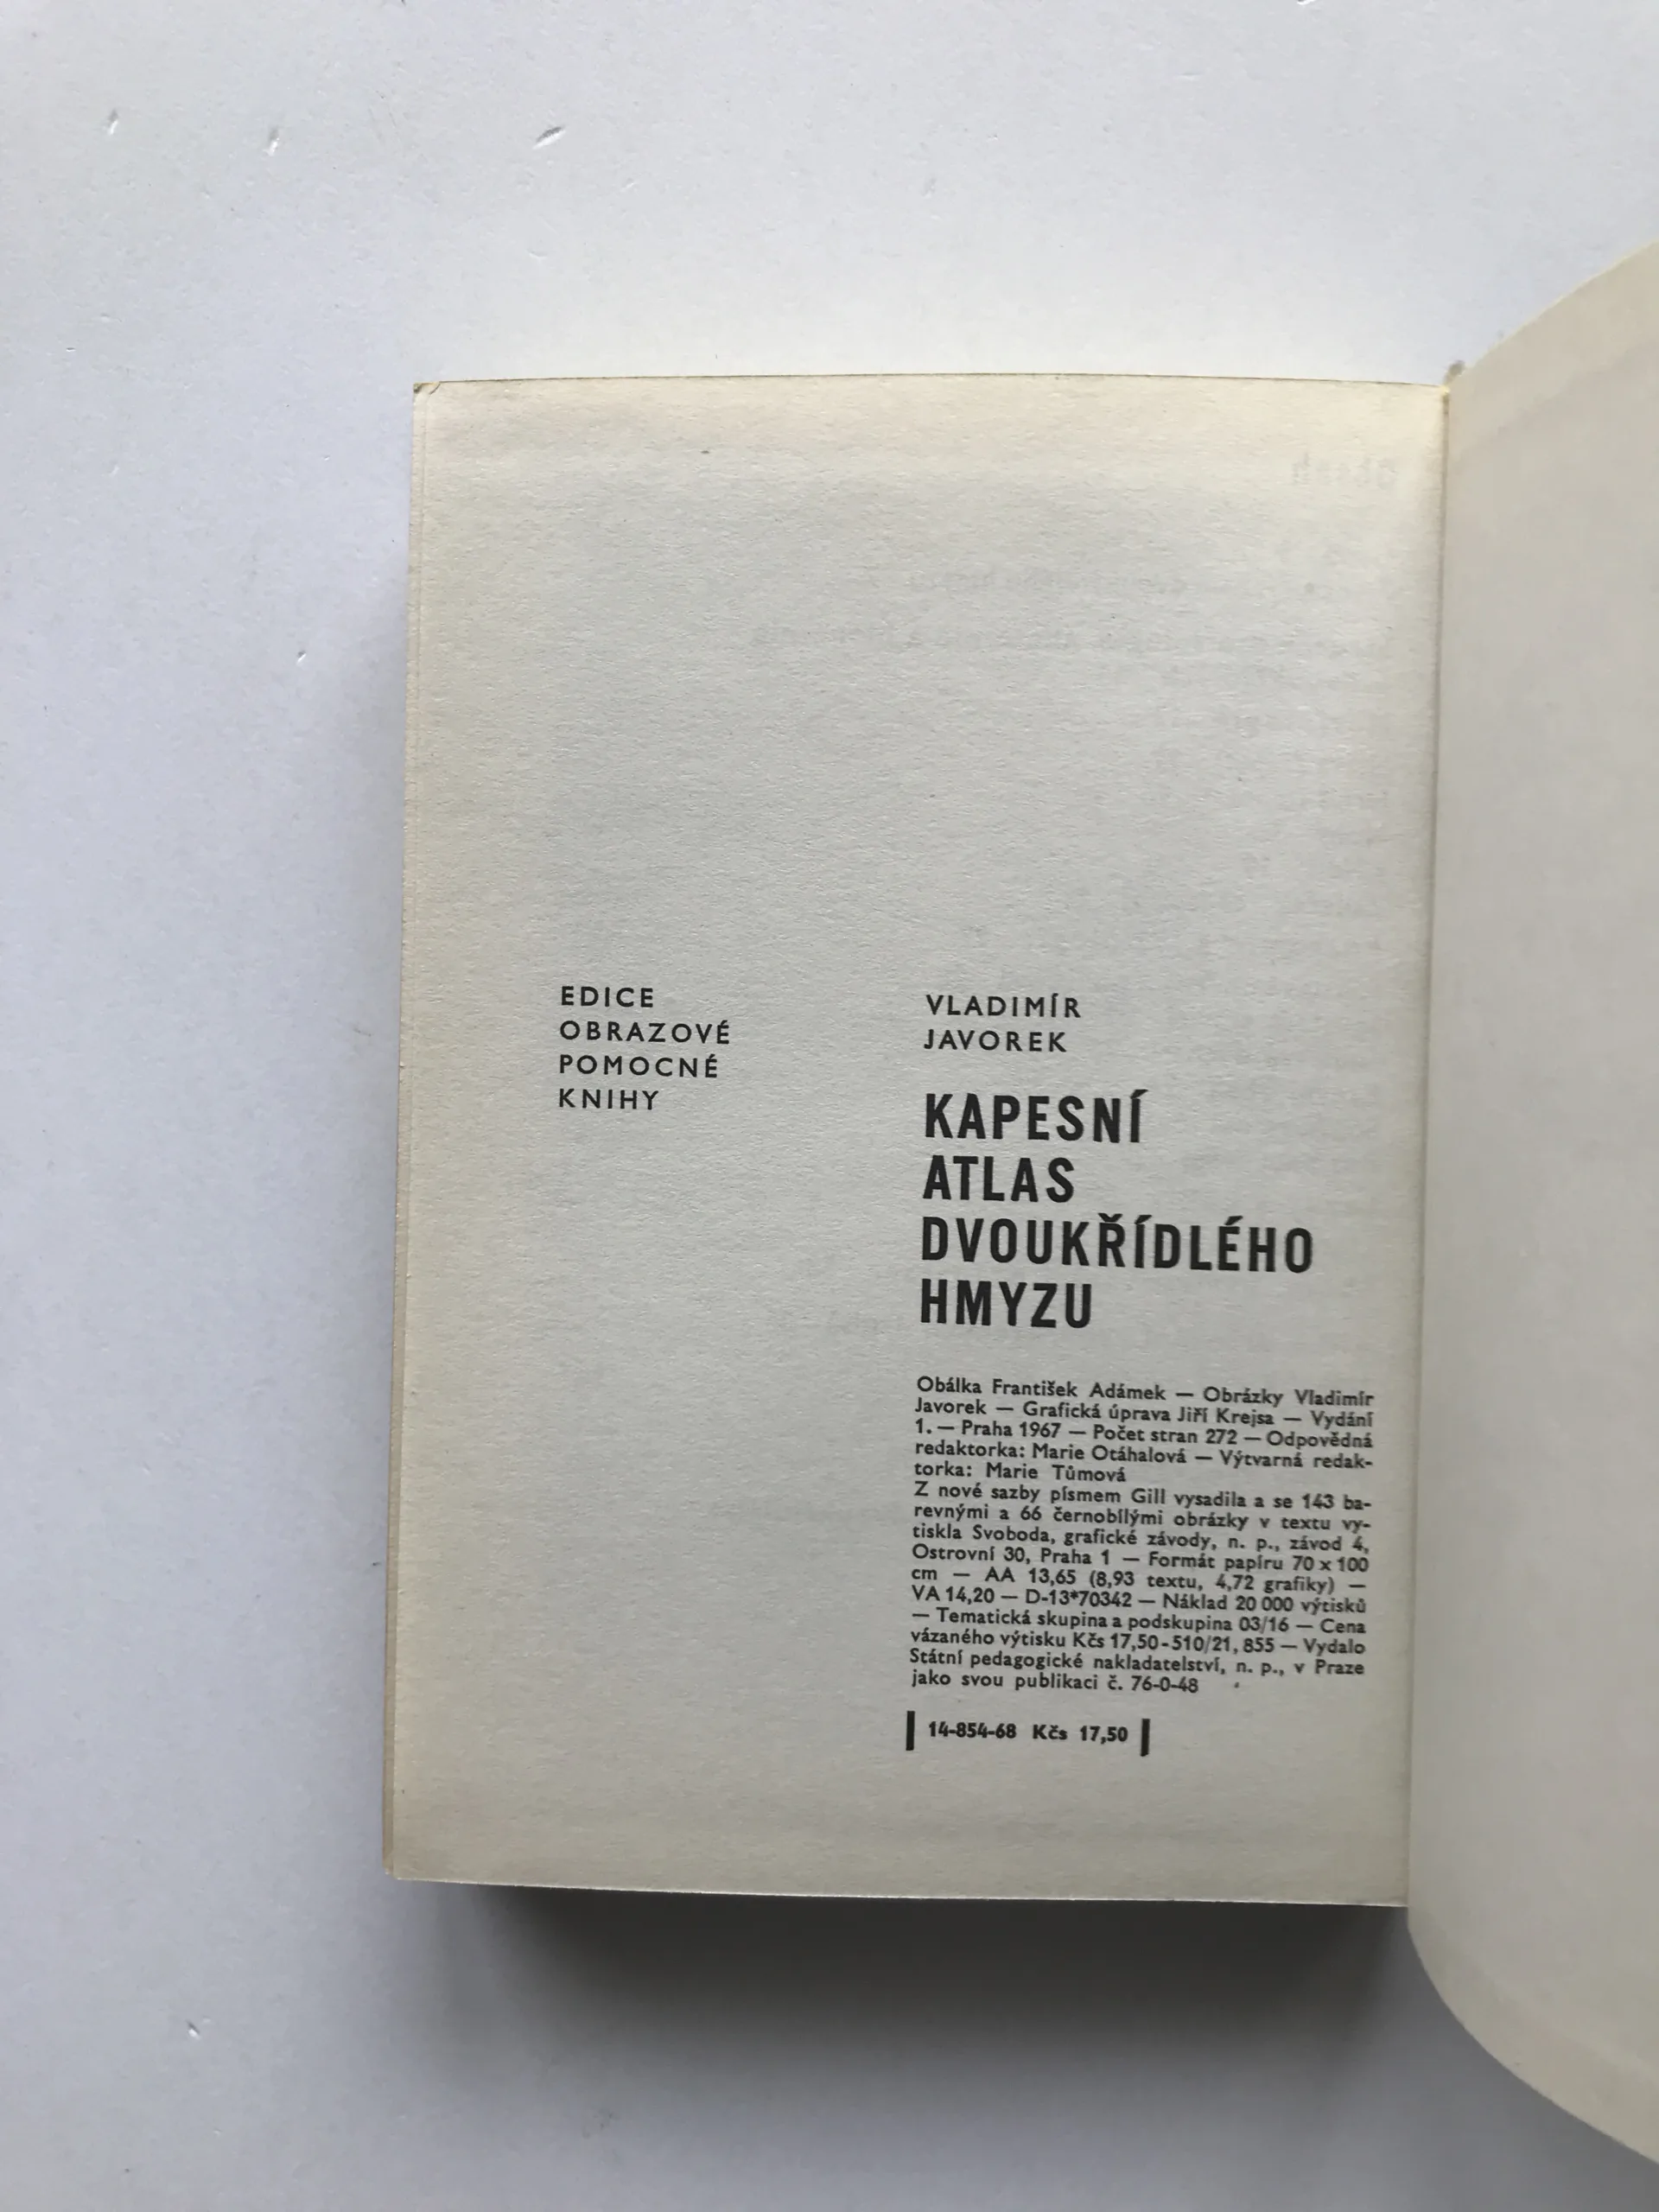 EDICE
OBRAZOVÉ
POMOCNÉ
KNIHY
VLADIMÍR
JAVOREK
KAPESNÍ
ATLAS
DVOUKŘÍDLÉHO
HMYZU
Obálka František Adámek — Obrázky Vladimír
Javorek — Grafická úprava Jiří Krejsa — Vydání
1. — Praha 1967 — Počet stran 272 — Odpovědná
redaktorka: Marie Otáhalová — Výtvarná redak-
torka: Marie Tůmová
Z nové sazby písmem Gill vysadila a se 143 ba-
revnými a 66 černobílými obrázky v textu vy-
tiskla Svoboda, grafické závody, n. p., závod 4,
Ostrovní 30, Praha 1 — Formát papíru 70 x 100
cm — AA 13,65 (8,93 textu, 4,72 grafiky) —
VA 14,20 — D-13*70342 — Náklad 20 000 výtisků
— Tematická skupina a podskupina 03/16 — Cena
vázaného výtisku Kčs 17,50-510/21, 855 — Vydalo
Státní pedagogické nakladatelství, n. p., v Praze
jako svou publikaci č. 76-0-48
14-854-68 Kčs 17,50